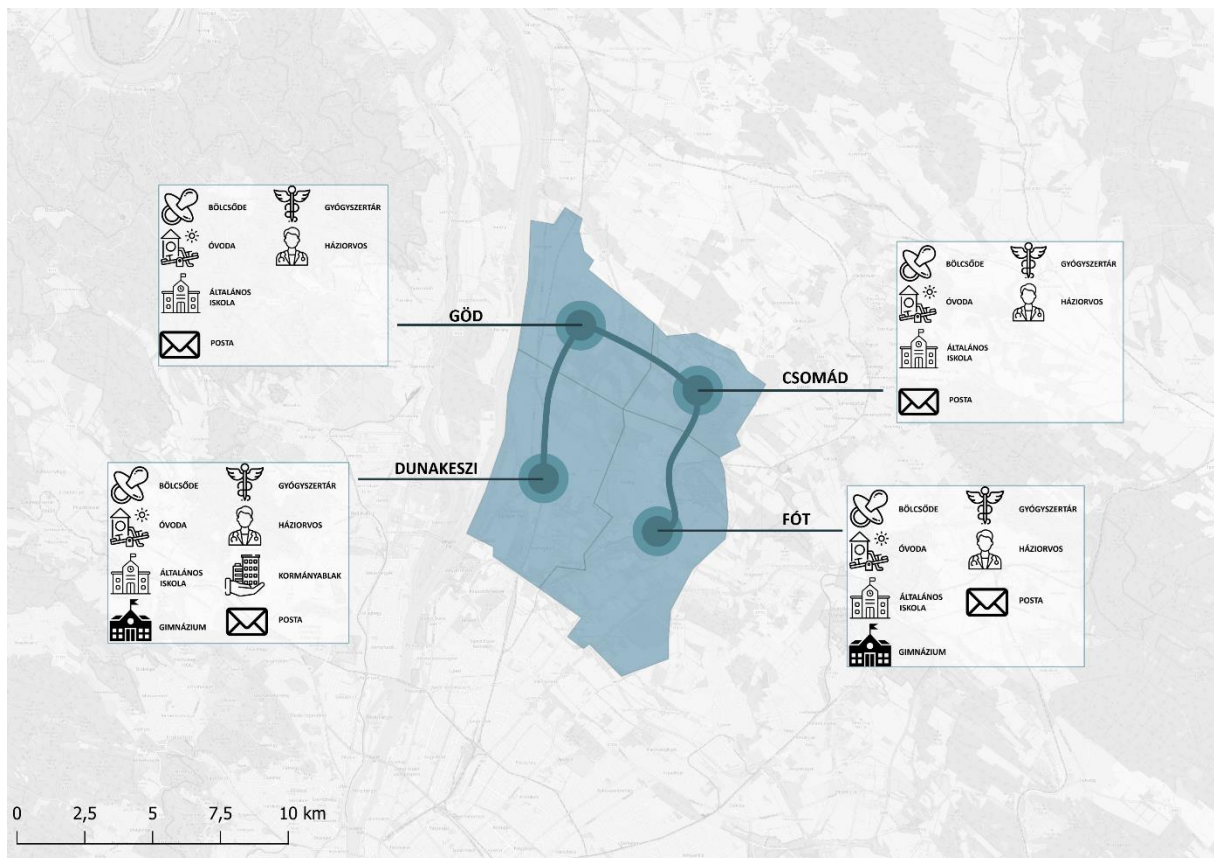 BÖLCSŐDE
GYÓGYSZERTÁR
ÓVODA
HÁZIORVOS
ÁLTALÁNOS
ISKOLA
POSTA
GÖD
BÖLCSŐDE
GYÓGYSZERTÁR
ÓVODA
HÁZIORVOS
ÁLTALÁNOS
ISKOLA
POSTA
CSOMÁD
DUNAKESZI
BÖLCSŐDE
GYÓGYSZERTÁR
ÓVODA
HÁZIORVOS
ÁLTALÁNOS
ISKOLA
KORMÁNYABLAK
GIMNÁZIUM
POSTA
FÓT
BÖLCSŐDE
GYÓGYSZERTÁR
ÓVODA
HÁZIORVOS
ÁLTALÁNOS
ISKOLA
POSTA
GIMNÁZIUM
0 2,5 5 7,5 10 km